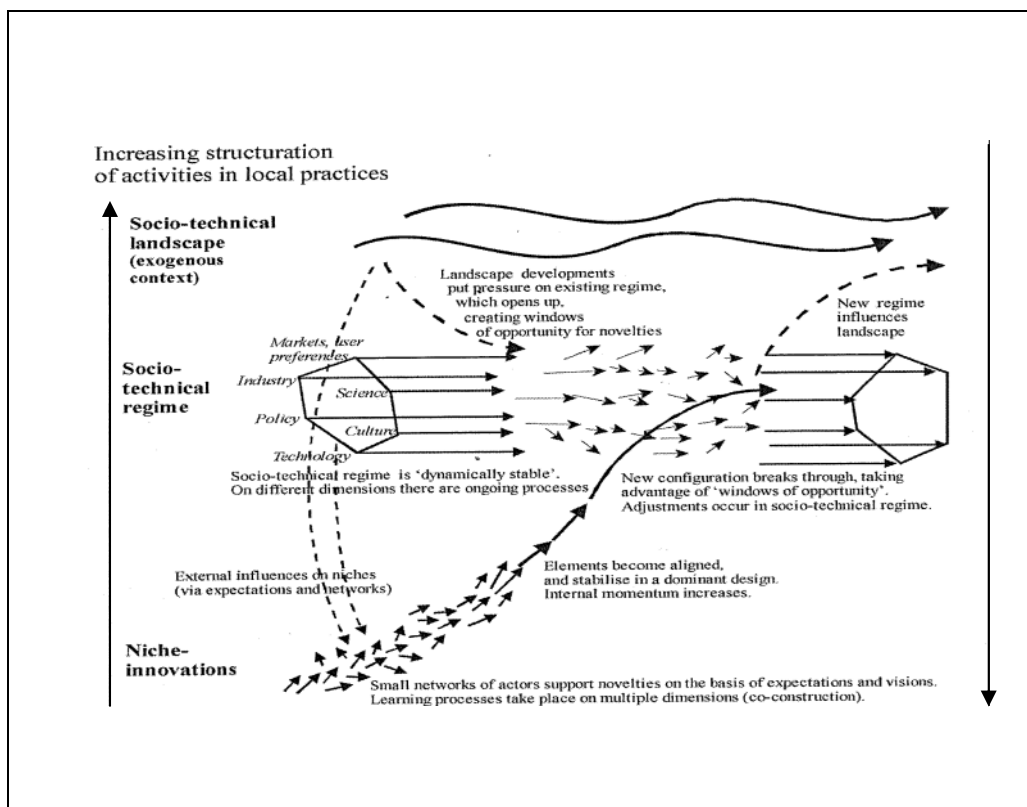 Increasing structuration
of activities in local practices
Socio-technical
landscape
(exogenous
context)
Landscape developments
put pressure on existing regime,
which opens up,
creating windows
of opportunity for novelties
New regime
influences
landscape
Markets, user
preferences
Industry
Science
Policy
Culture
Technology
Socio-
technical
regime
Socio-technical regime is ‘dynamically stable’.
On different dimensions there are ongoing processes
New configuration breaks through, taking
advantage of ‘windows of opportunity’.
Adjustments occur in socio-technical regime.
External influences on niches
(via expectations and networks)
Elements become aligned,
and stabilise in a dominant design.
Internal momentum increases.
Niche-
innovations
Small networks of actors support novelties on the basis of expectations and visions.
Learning processes take place on multiple dimensions (co-construction).